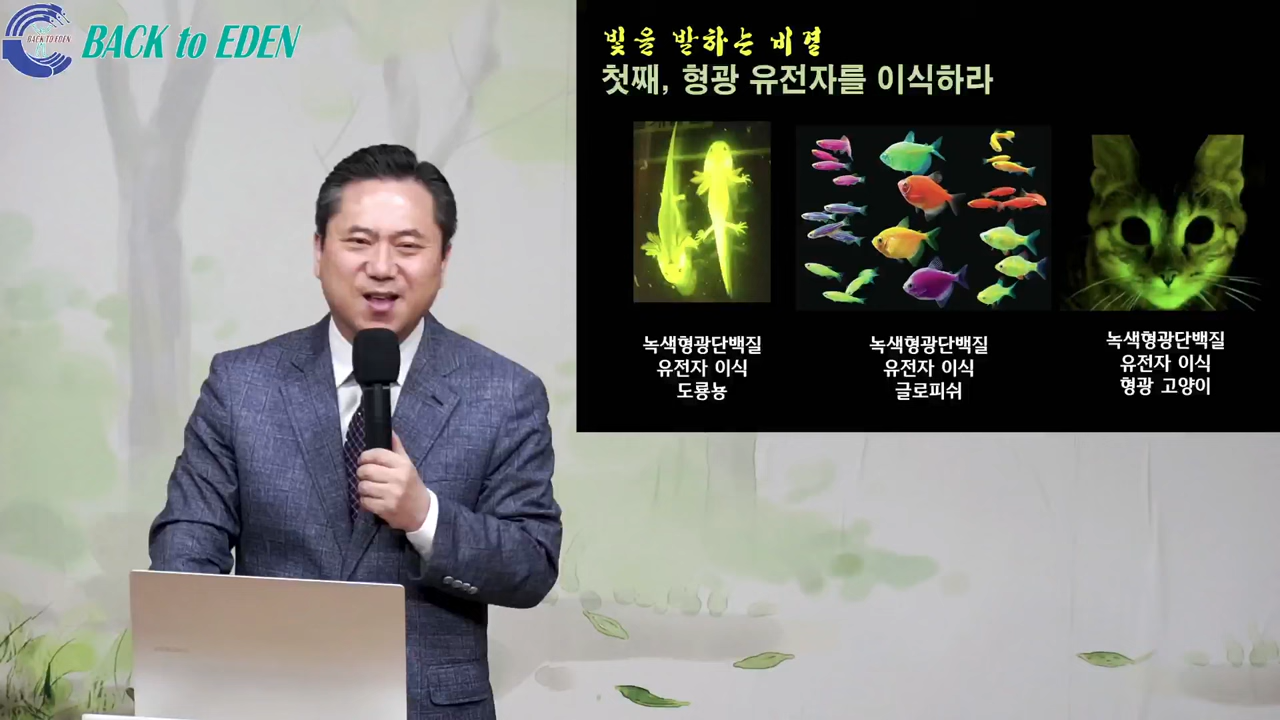 BACK TO EDEN
BACK to EDEN
빛을 발하는 비결
첫째, 형광 유전자를 이식하라
녹색형광단백질
유전자 이식
도룡뇽
녹색형광단백질
유전자 이식
글로피쉬
녹색형광단백질
유전자 이식
형광 고양이